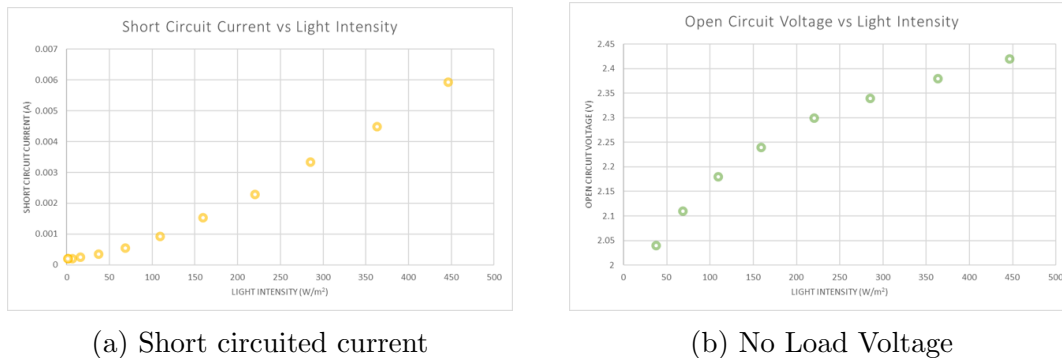 Short Circuit Current vs Light Intensity
0.007
0.006
0.005
0.004
0.003
0.002
0.001
0
SHORT CIRCUIT CURRENT (A)
0 50 100 150 200 250 300 350 400 450 500
LIGHT INTENSITY (W/m²)
(a) Short circuited current
Open Circuit Voltage vs Light Intensity
2.45
2.4
2.35
2.3
2.25
2.2
2.15
2.1
2.05
2
OPEN CIRCUIT VOLTAGE (V)
0 50 100 150 200 250 300 350 400 450 500
LIGHT INTENSITY (W/m²)
(b) No Load Voltage